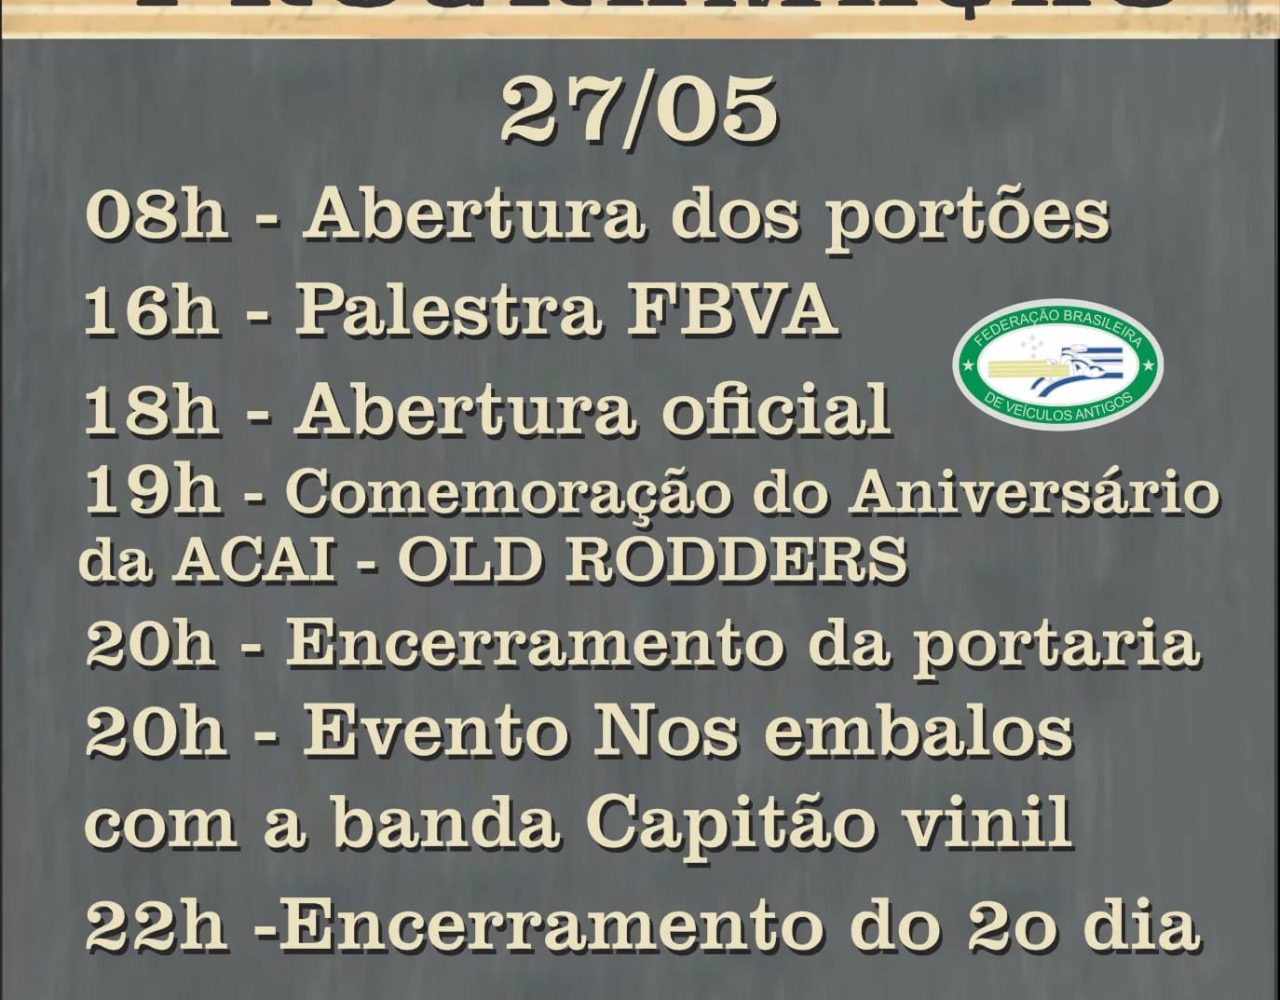 PROGRAMAÇÃO
27/05
08h - Abertura dos portões
16h - Palestra FBVA
FEDERAÇÃO BRASILEIRA
DE VEÍCULOS ANTIGOS
18h - Abertura oficial
19h - Comemoração do Aniversário
da ACAI - OLD RODDERS
20h - Encerramento da portaria
20h - Evento Nos embalos
com a banda Capitão vinil
22h -Encerramento do 2o dia